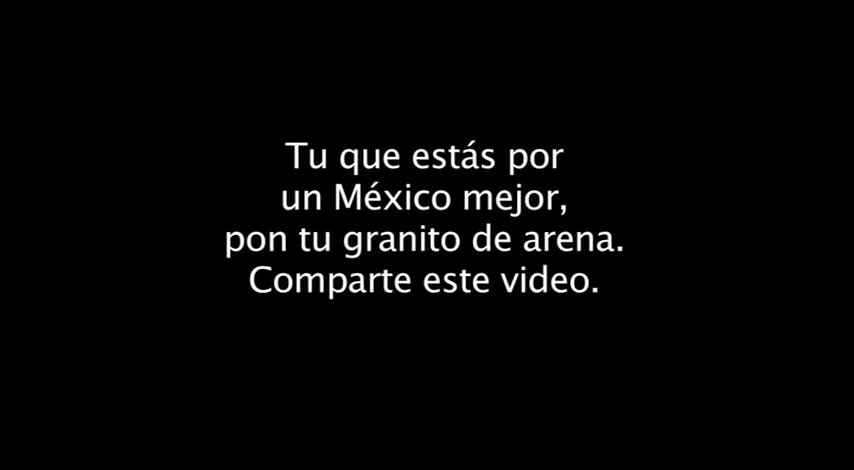 Tu que estás por
un México mejor,
pon tu granito de arena.
Comparte este video.